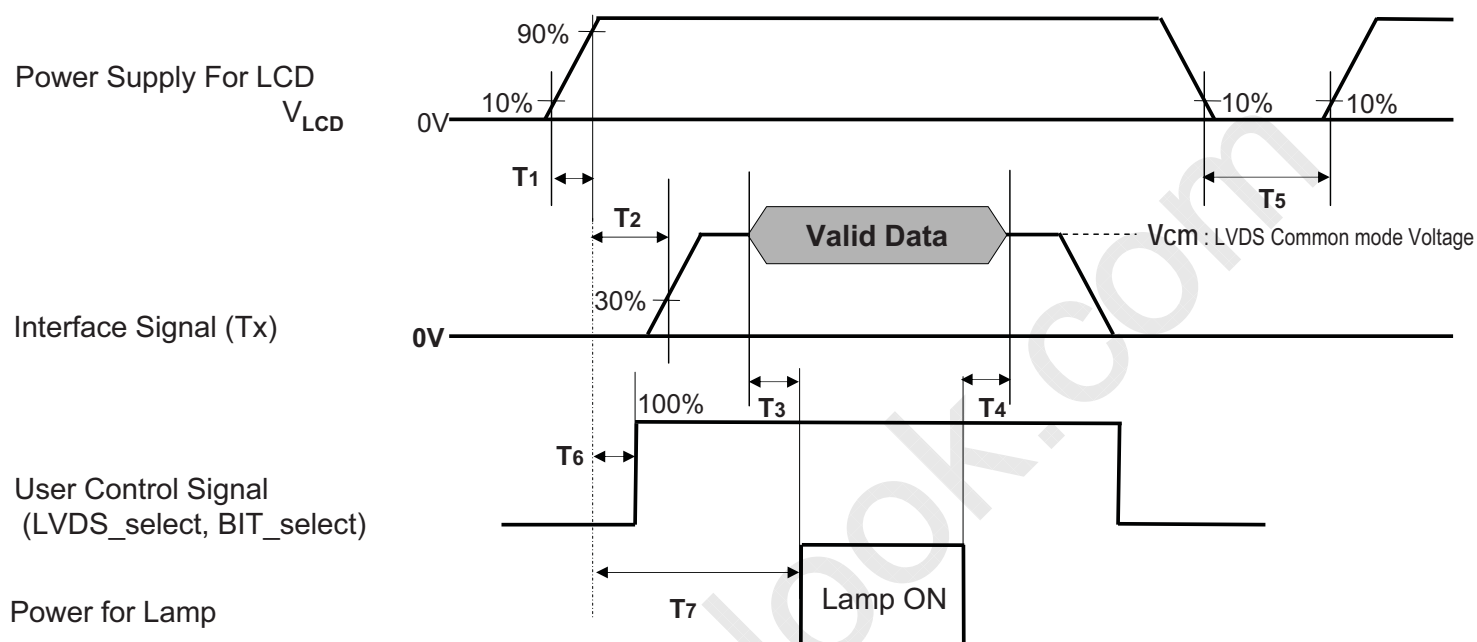 90%
Power Supply For LCD
10%
10%
10%
VLCD
0V
T1
T5
T2
Valid Data
Vcm : LVDS Common mode Voltage
30%
Interface Signal (Tx)
0V
100%
T3
T4
T6
User Control Signal
(LVDS_select, BIT_select)
T7
Lamp ON
Power for Lamp
look.com